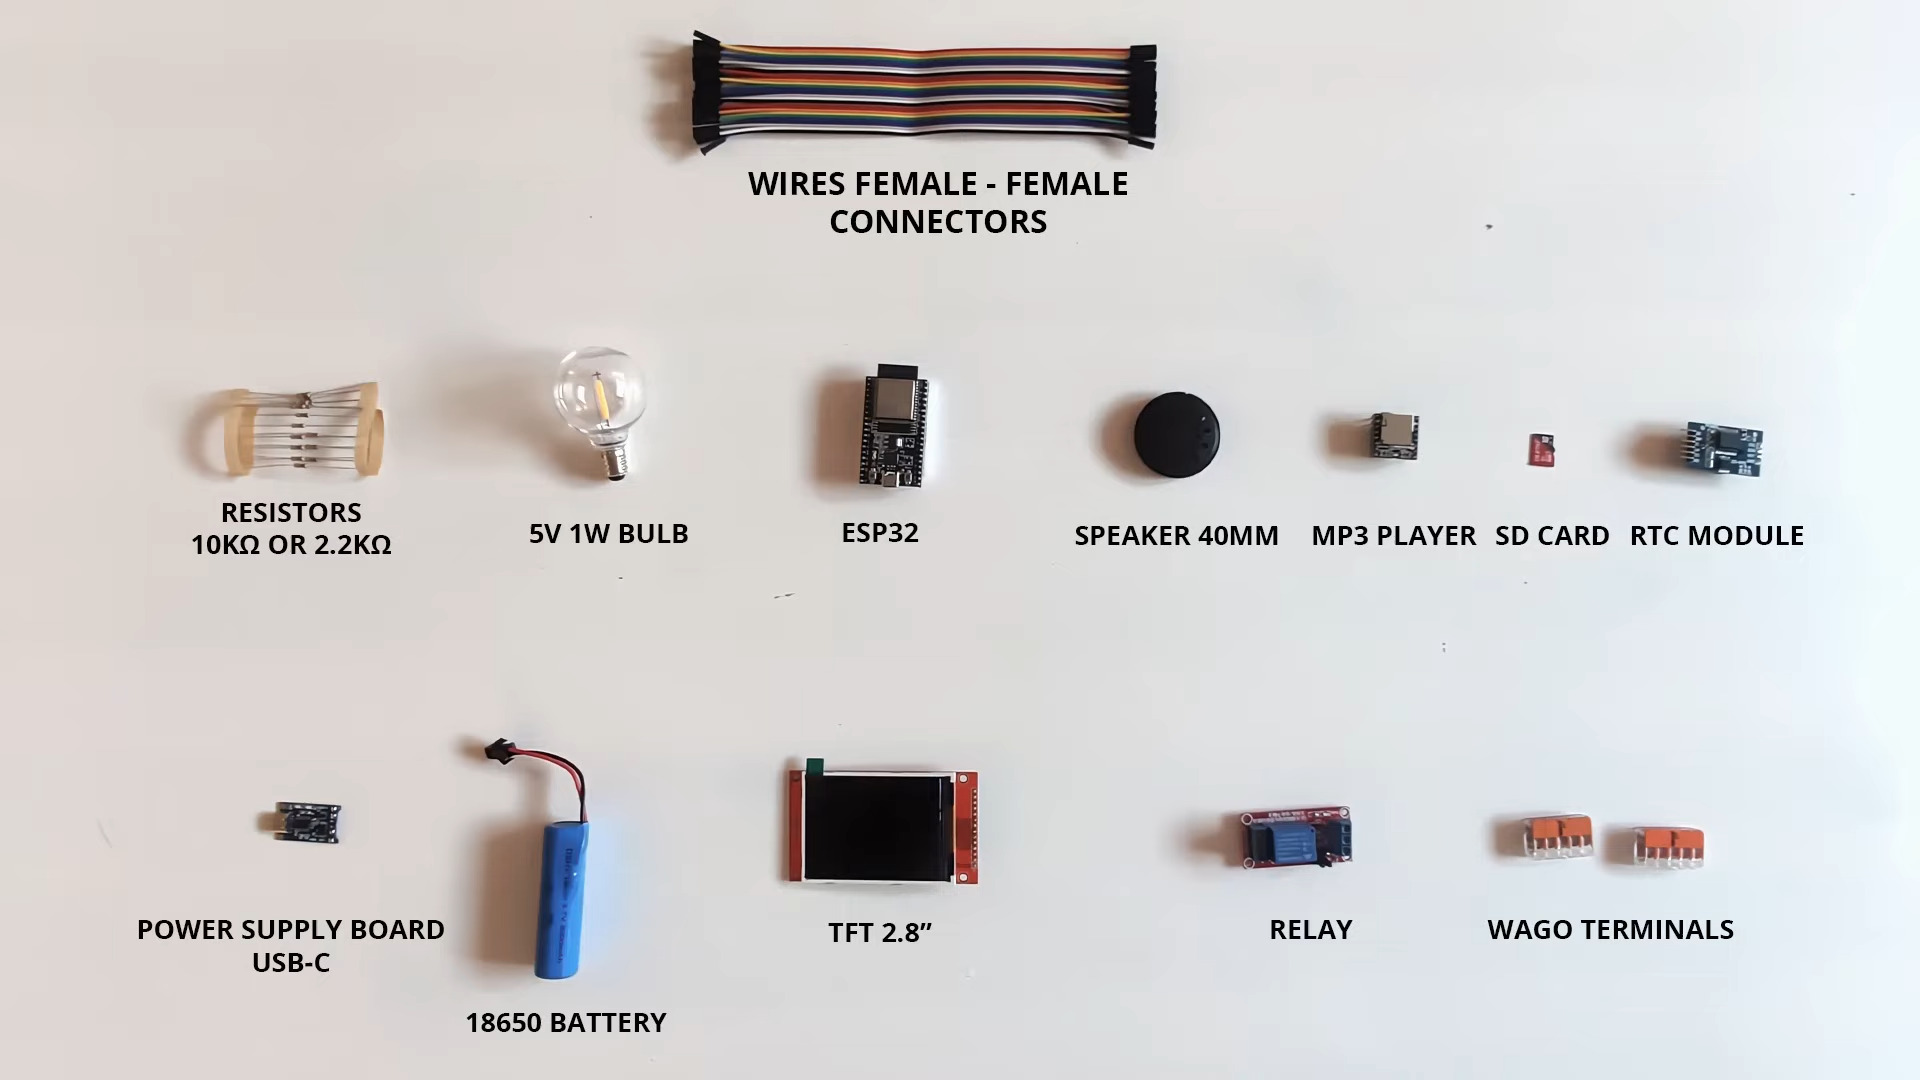 WIRES FEMALE - FEMALE
CONNECTORS
RESISTORS
10KΩ OR 2.2KΩ
5V 1W BULB
ESP32
SPEAKER 40MM
MP3 PLAYER
SD CARD
RTC MODULE
POWER SUPPLY BOARD
USB-C
18650 BATTERY
TFT 2.8”
RELAY
WAGO TERMINALS